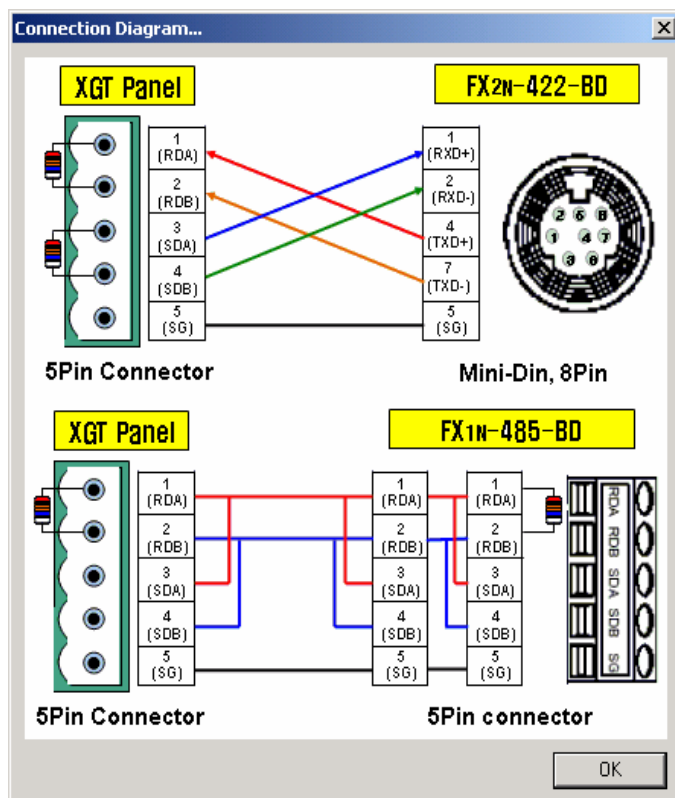 Connection Diagram...
XGT Panel
FX2N-422-BD
1
(RDA)
2
(RDB)
3
(SDA)
4
(SDB)
5
(SG)
1
(RXD+)
2
(RXD-)
4
(TXD+)
7
(TXD-)
5
(SG)
2 5 8
1 4 7
3 6
5Pin Connector
Mini-Din, 8Pin
XGT Panel
FX1N-485-BD
1
(RDA)
2
(RDB)
3
(SDA)
4
(SDB)
5
(SG)
1
(RDA)
2
(RDB)
3
(SDA)
4
(SDB)
5
(SG)
1
(RDA)
2
(RDB)
3
(SDA)
4
(SDB)
5
(SG)
RDA RDB SDA SDB SG
5Pin Connector
5Pin connector
OK